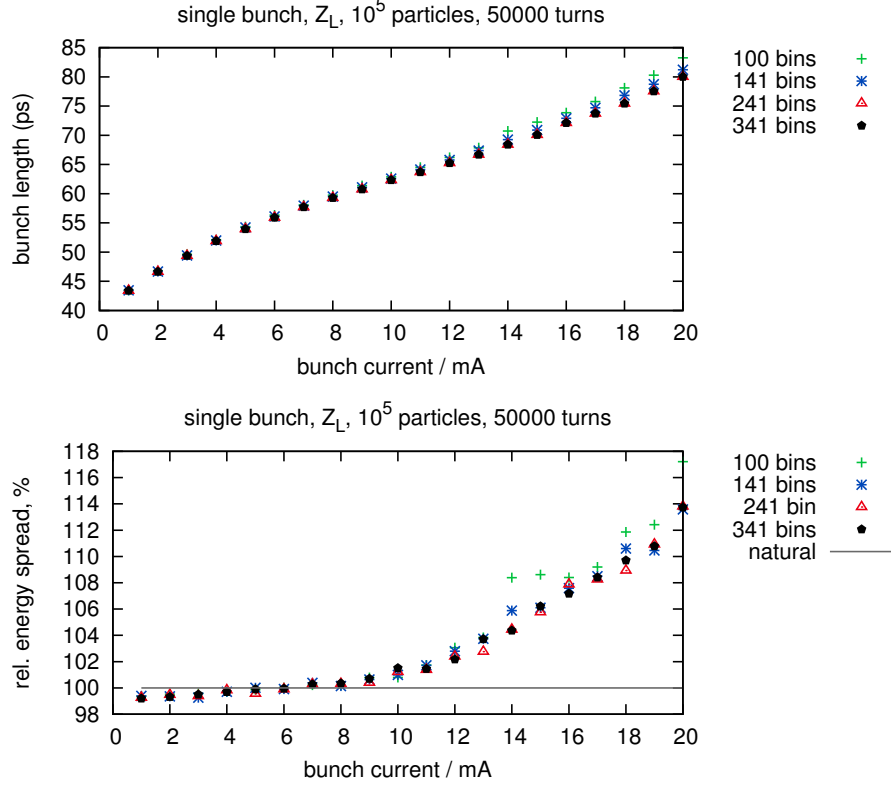 single bunch, Z_L, 10^5 particles, 50000 turns
85
80
75
70
65
60
55
50
45
40
bunch length (ps)
0 2 4 6 8 10 12 14 16 18 20
bunch current / mA
100 bins
141 bins
241 bins
341 bins
single bunch, Z_L, 10^5 particles, 50000 turns
118
116
114
112
110
108
106
104
102
100
98
rel. energy spread, %
0 2 4 6 8 10 12 14 16 18 20
bunch current / mA
100 bins
141 bins
241 bin
341 bins
natural